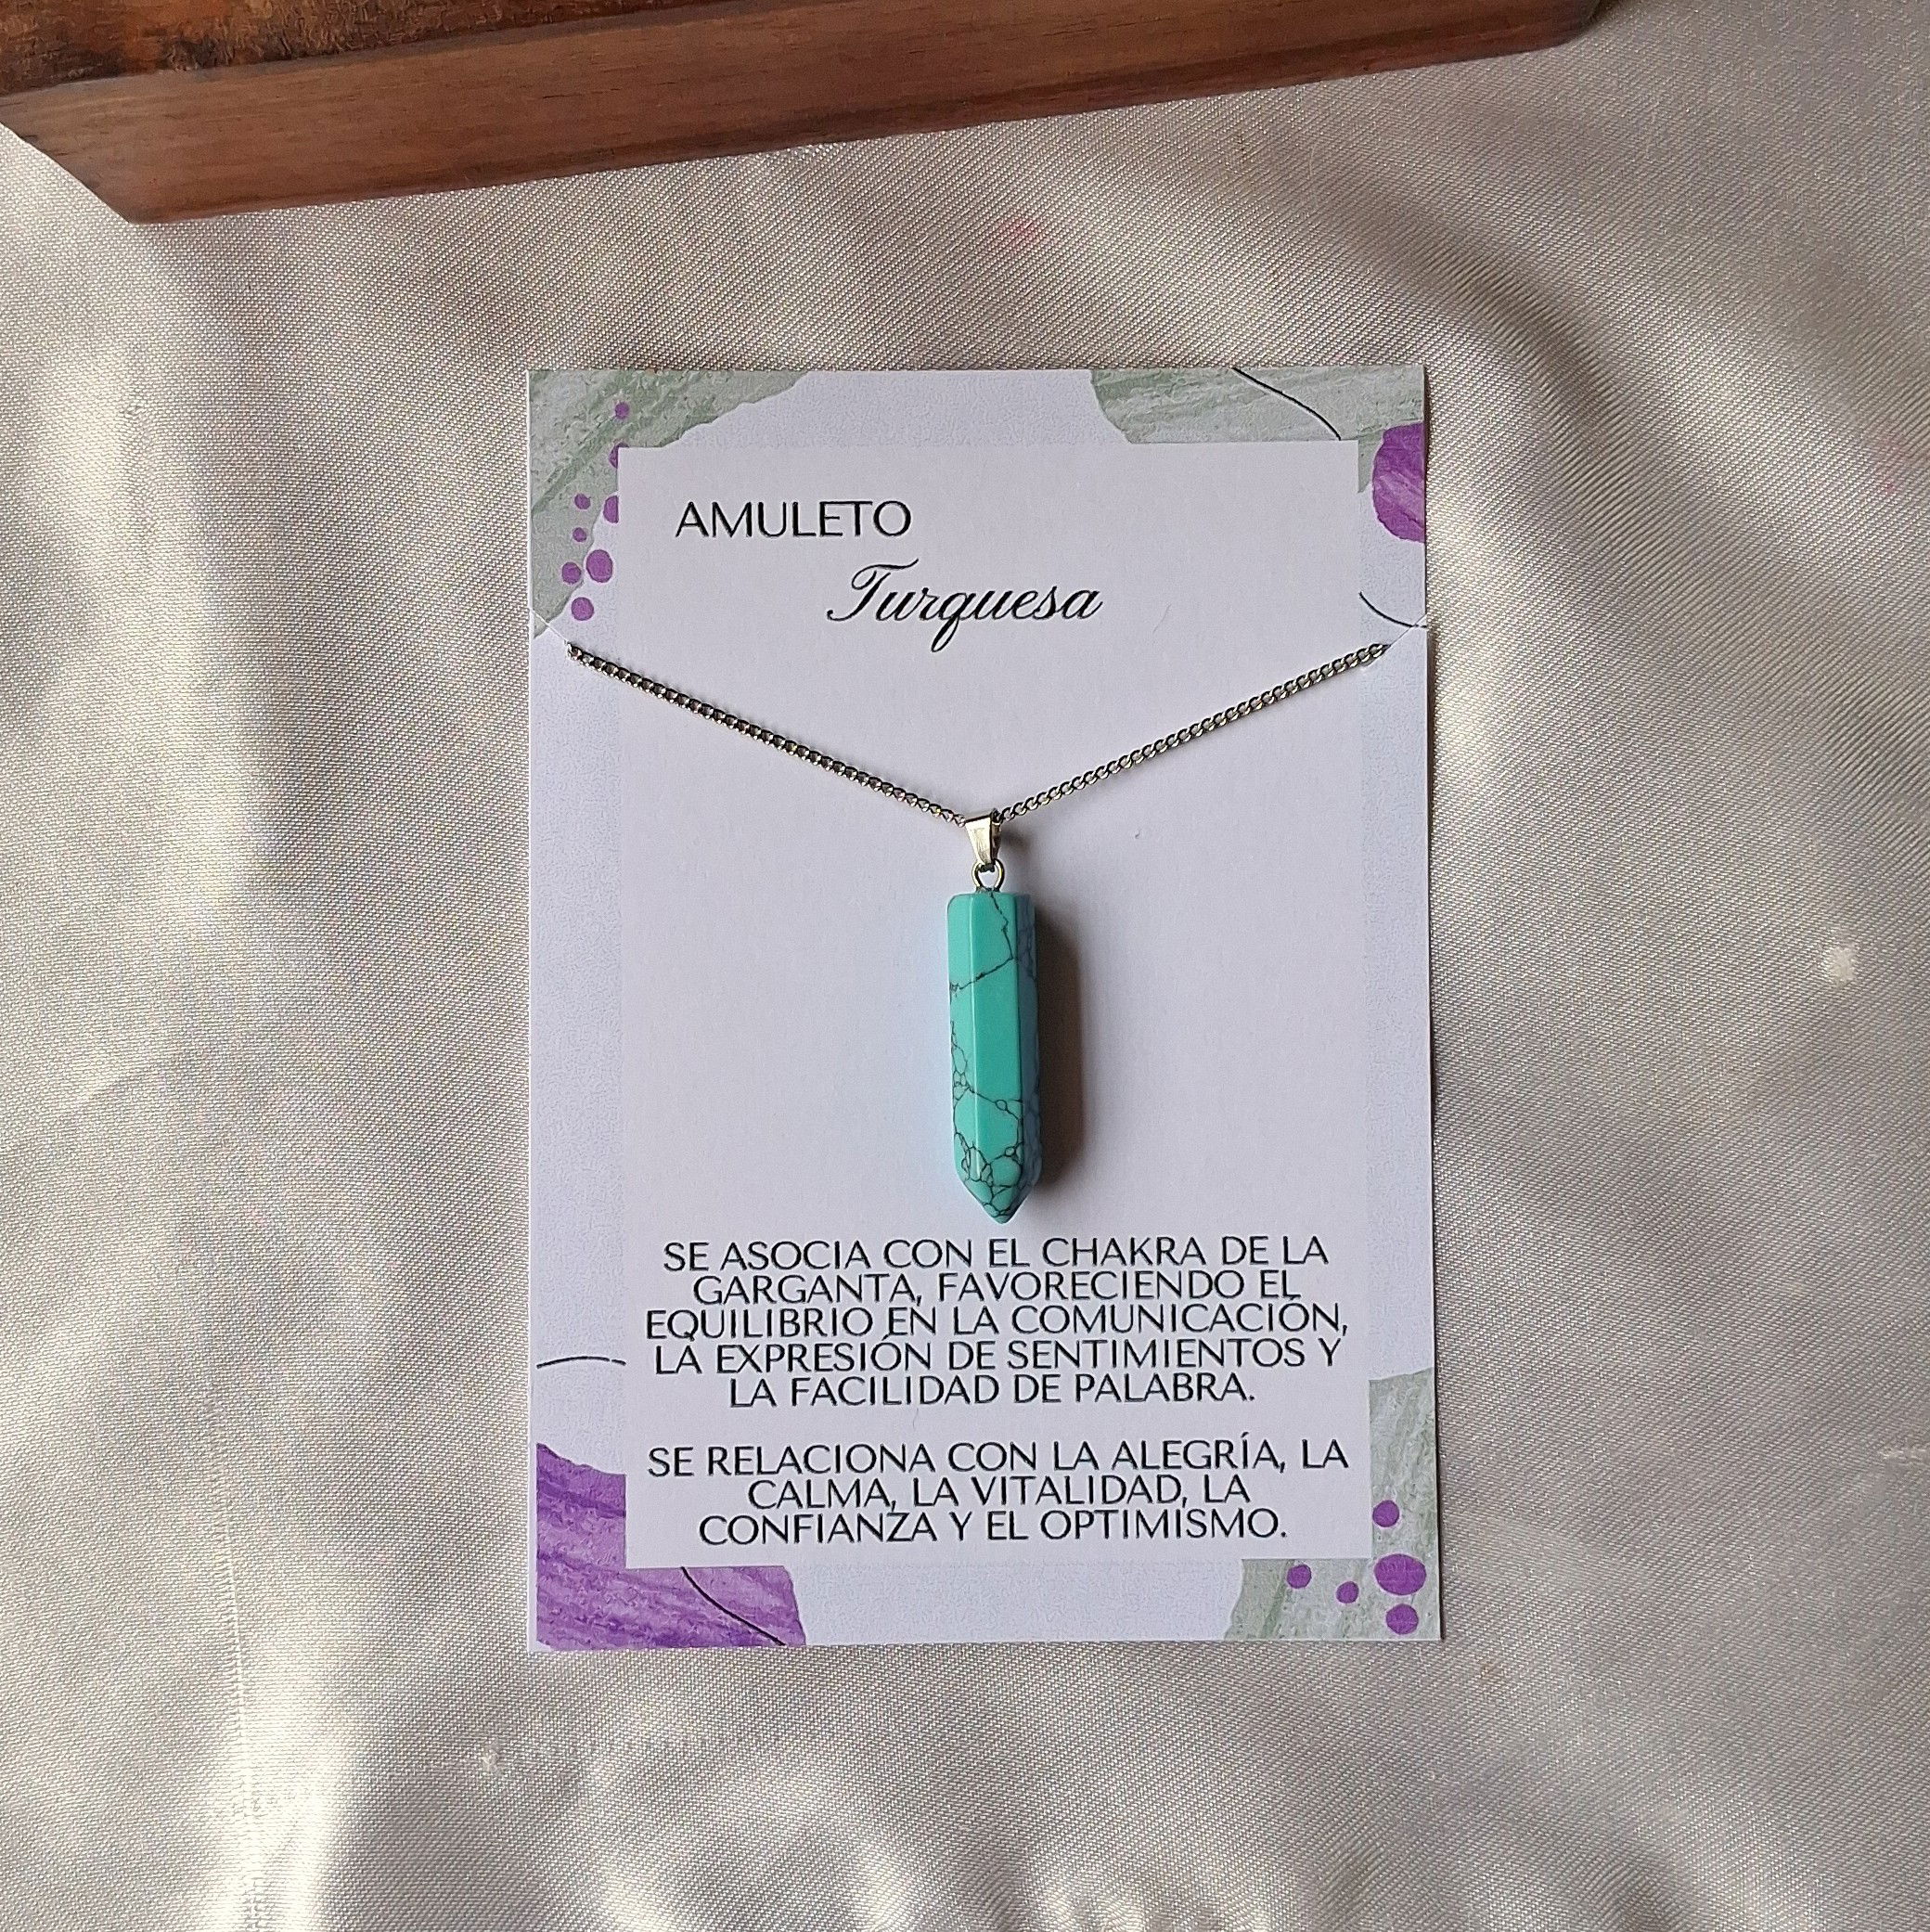 AMULETO
Turquesa
SE ASOCIA CON EL CHAKRA DE LA
GARGANTA, FAVORECIENDO EL
EQUILIBRIO EN LA COMUNICACIÓN,
LA EXPRESIÓN DE SENTIMIENTOS Y
LA FACILIDAD DE PALABRA.
SE RELACIONA CON LA ALEGRÍA, LA
CALMA, LA VITALIDAD, LA
CONFIANZA Y EL OPTIMISMO.